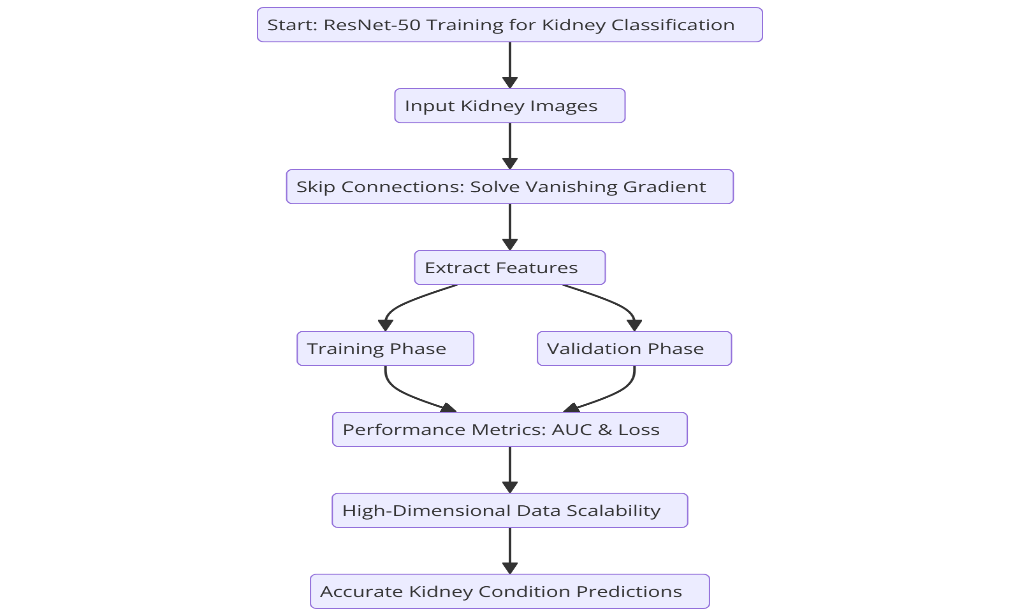 Start: ResNet-50 Training for Kidney Classification
Input Kidney Images
Skip Connections: Solve Vanishing Gradient
Extract Features
Training Phase
Validation Phase
Performance Metrics: AUC & Loss
High-Dimensional Data Scalability
Accurate Kidney Condition Predictions